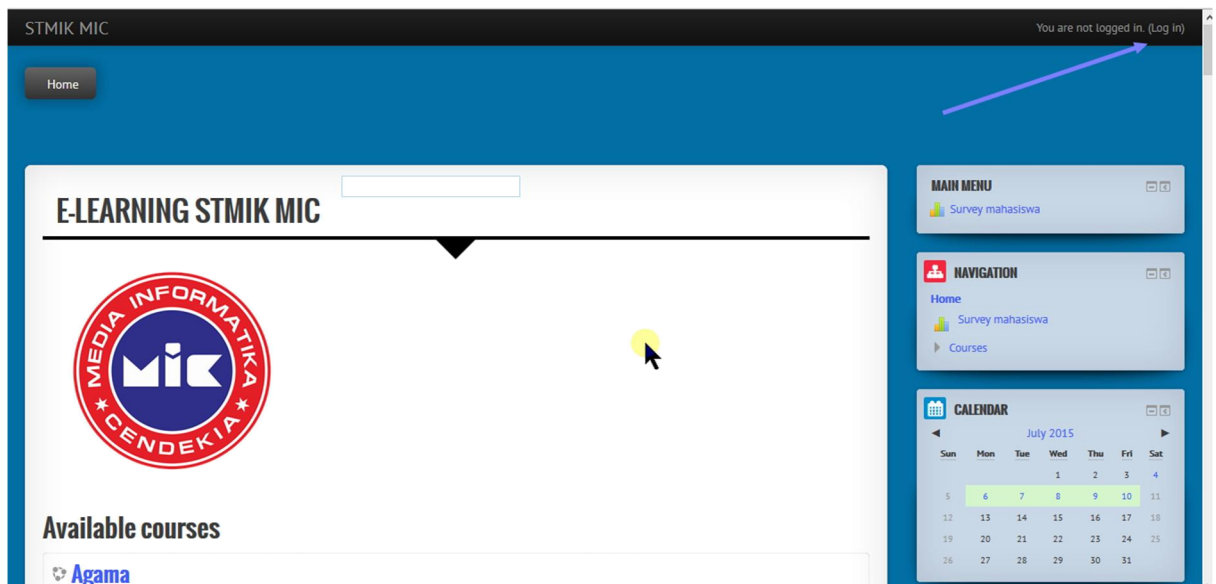 STMIK MIC
You are not logged in. (Log in)
Home
E-LEARNING STMIK MIC
MEDIA INFORMATIKA
MIC
CENDEKIA
Available courses
Agama
MAIN MENU
Survey mahasiswa
NAVIGATION
Home
Survey mahasiswa
Courses
CALENDAR
July 2015
Sun Mon Tue Wed Thu Fri Sat
1 2 3 4
5 6 7 8 9 10 11
12 13 14 15 16 17 18
19 20 21 22 23 24 25
26 27 28 29 30 31